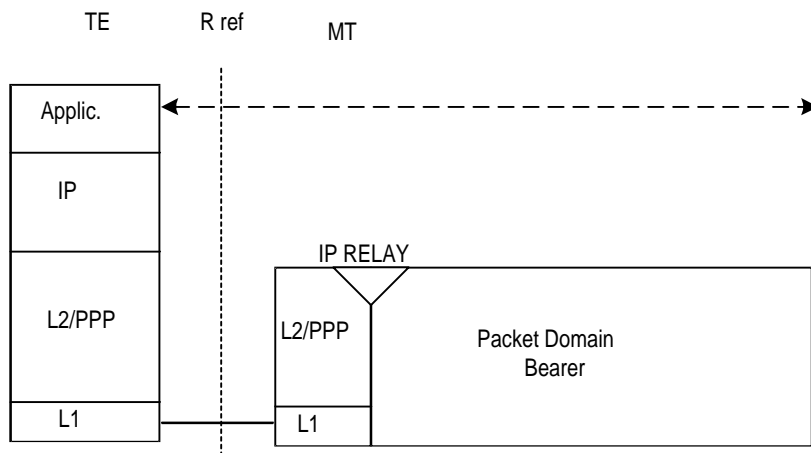 TE
R ref
MT
Applic.
IP
IP RELAY
L2/PPP
L2/PPP
Packet Domain
Bearer
L1
L1